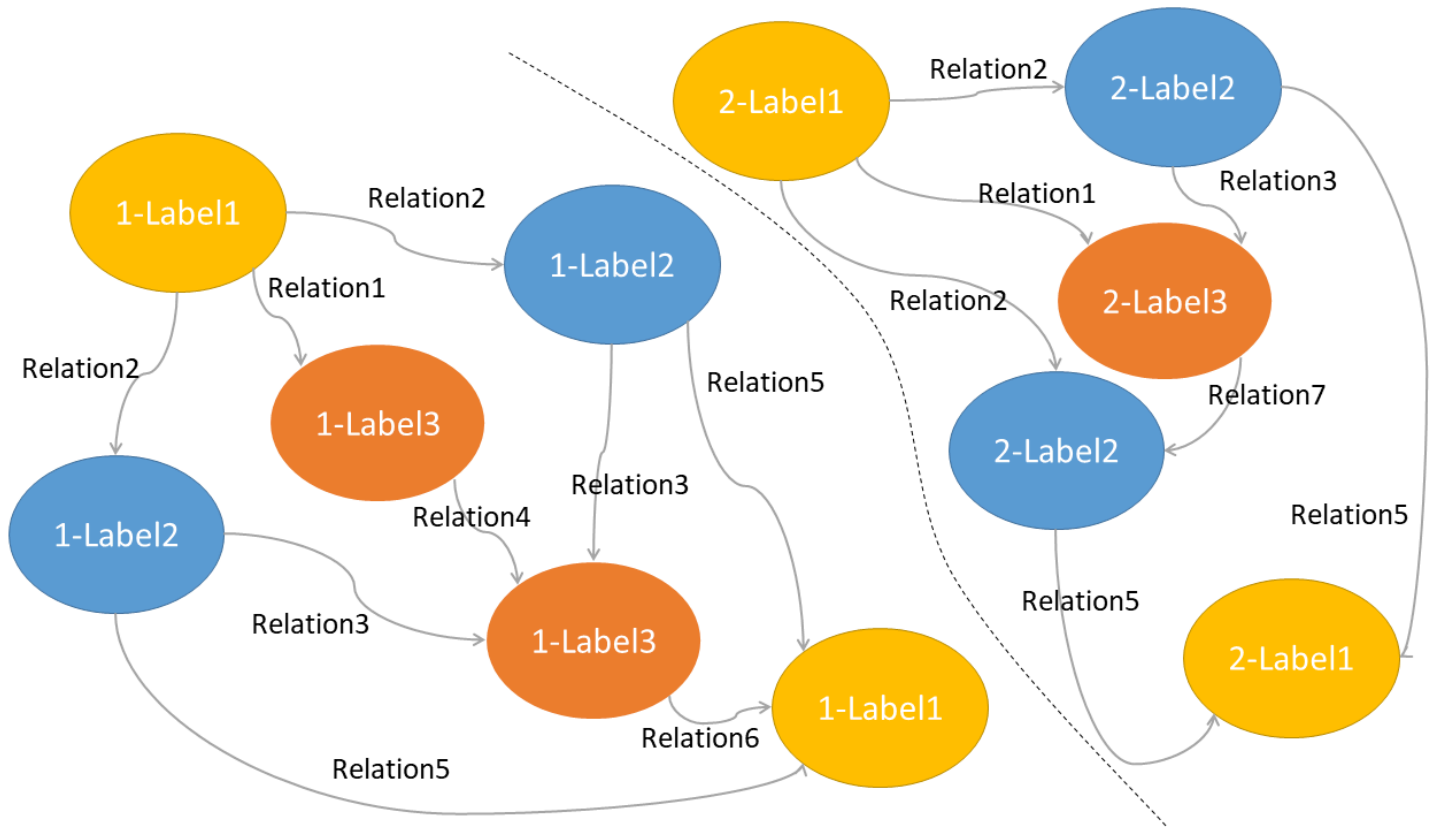 2-Label1
Relation2
2-Label2
Relation1
Relation3
Relation2
2-Label3
Relation7
2-Label2
Relation5
Relation5
2-Label1
1-Label1
Relation2
1-Label2
Relation1
Relation2
1-Label3
Relation5
Relation4
Relation3
1-Label2
Relation3
1-Label3
Relation6
1-Label1
Relation5